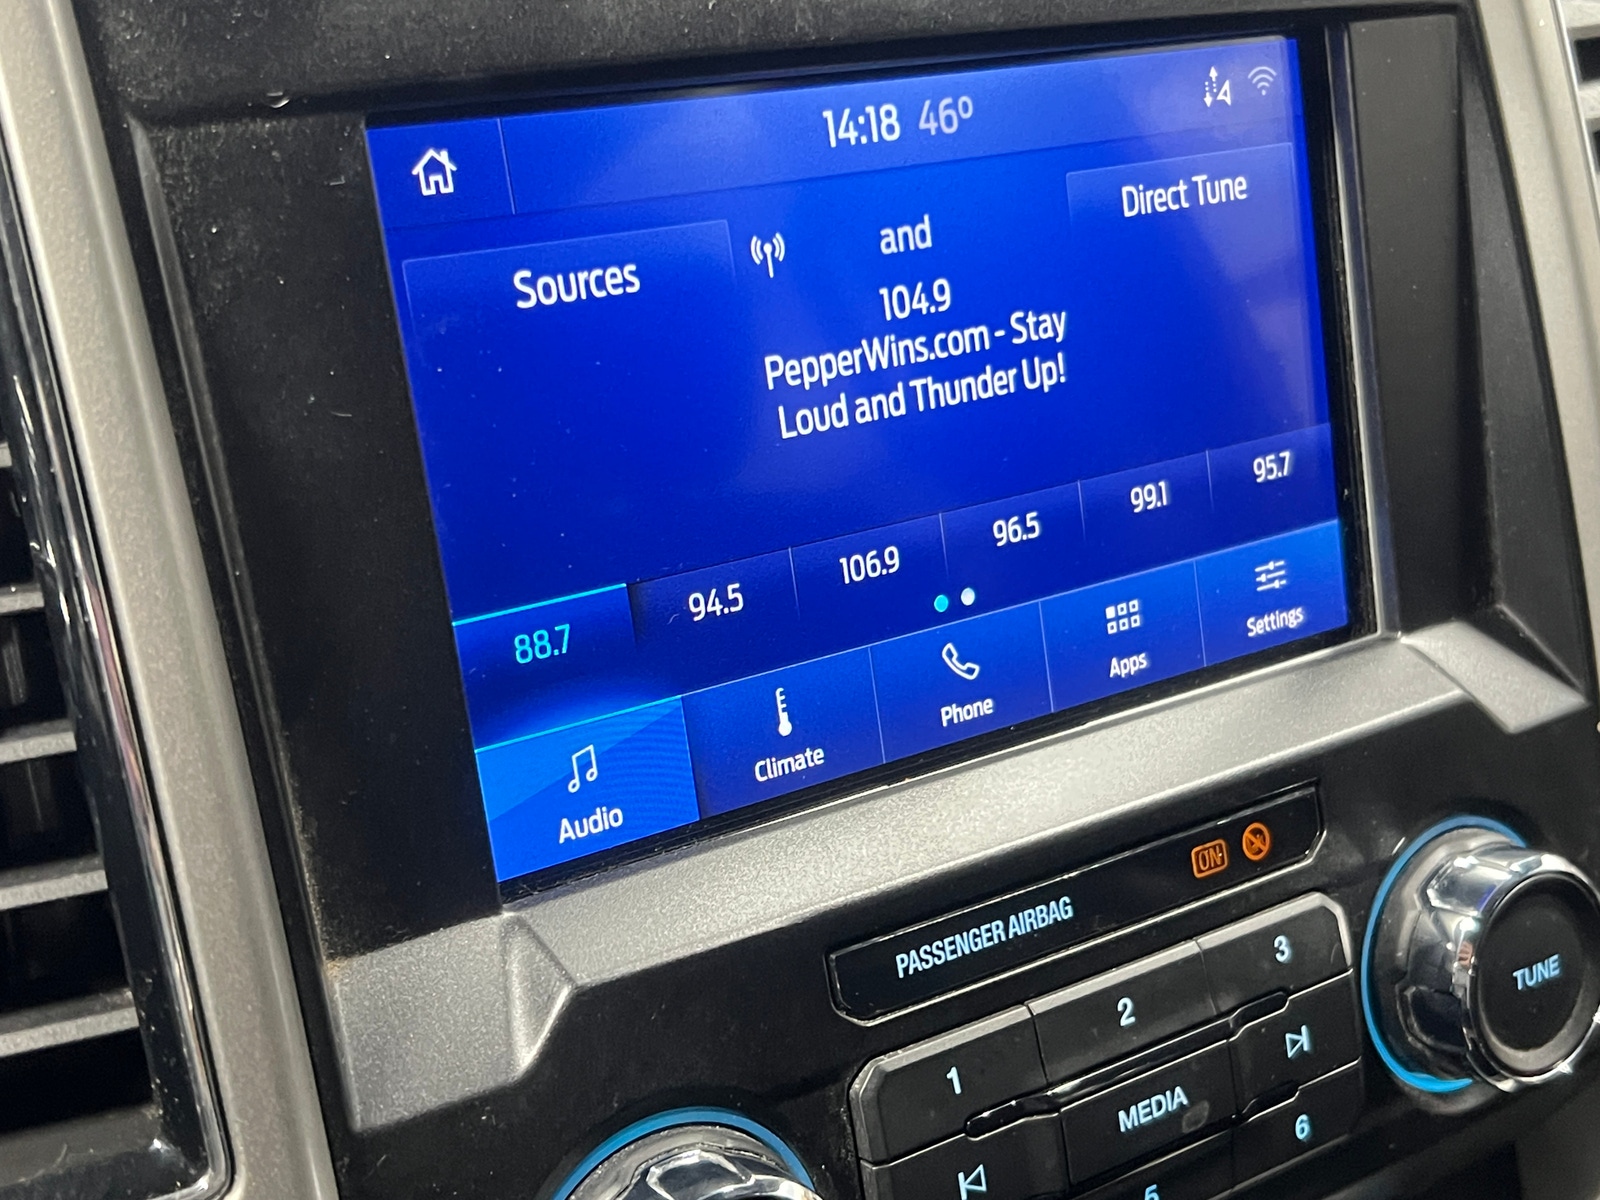 14:18 46°
Direct Tune
and
Sources
104.9
PepperWins.com - Stay
Loud and Thunder Up!
88.7 94.5 106.9 96.5 99.1 95.7
Audio Climate Phone Apps Settings
PASSENGER AIRBAG ON
1 2 3
TUNE
MEDIA
5 6